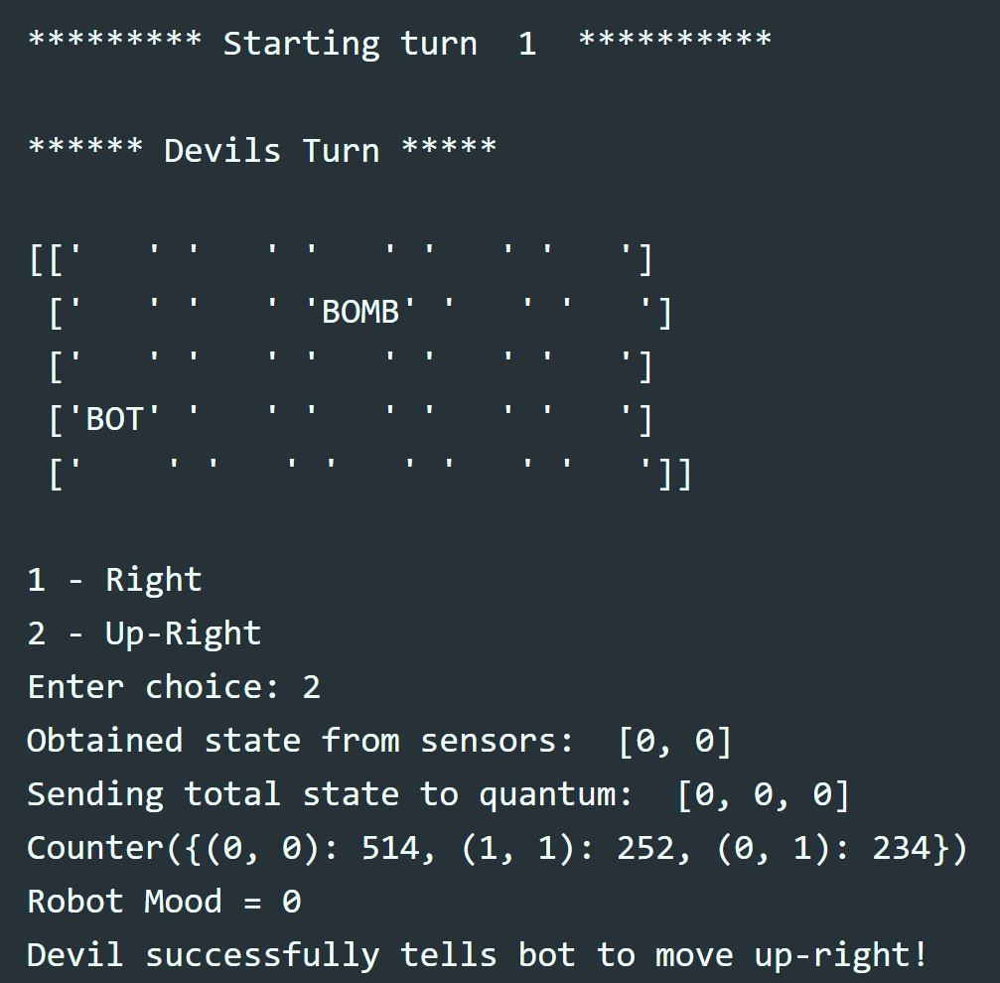 ********* Starting turn  1  **********
****** Devils Turn *****
[['   ' '   ' '   ' '   ' '   ']
 ['   ' '   ' 'BOMB' '   ' '   ']
 ['   ' '   ' '   ' '   ' '   ']
 ['BOT' '   ' '   ' '   ' '   ']
 ['    ' '   ' '   ' '   ' '   ']]
1 - Right
2 - Up-Right
Enter choice: 2
Obtained state from sensors:  [0, 0]
Sending total state to quantum:  [0, 0, 0]
Counter({(0, 0): 514, (1, 1): 252, (0, 1): 234})
Robot Mood = 0
Devil successfully tells bot to move up-right!